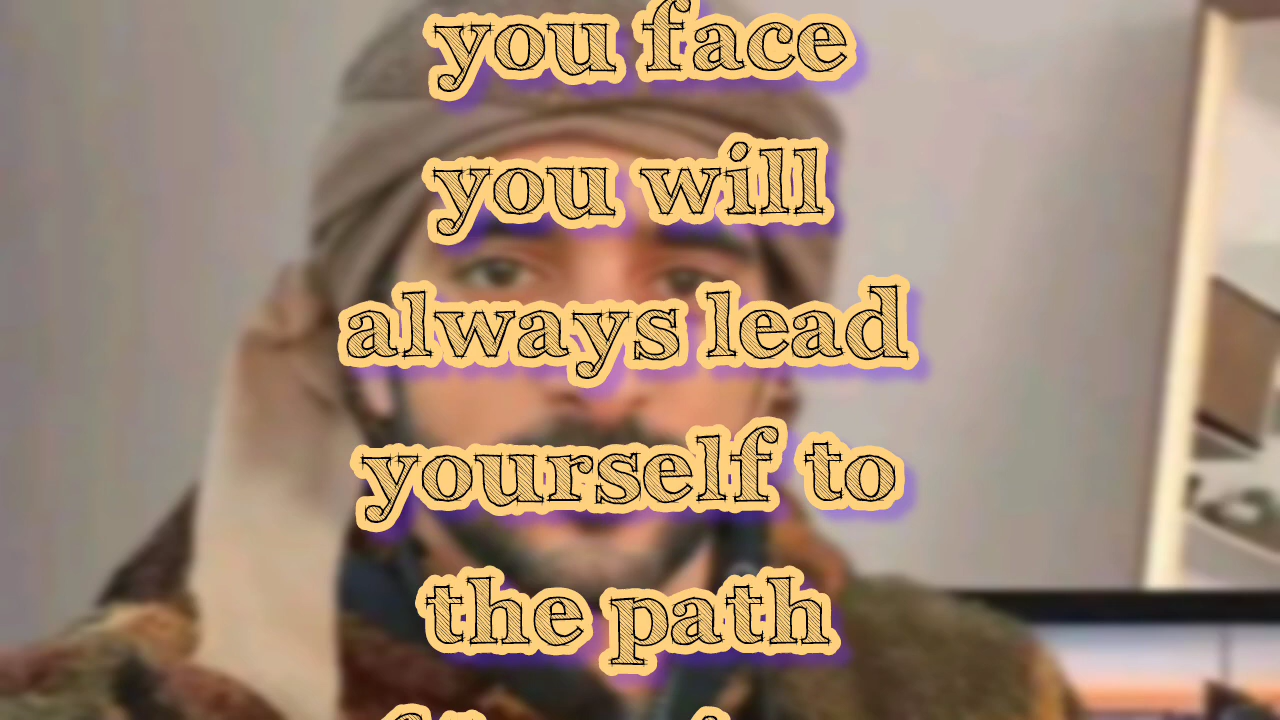 you face
you will
always lead
yourself to
the path